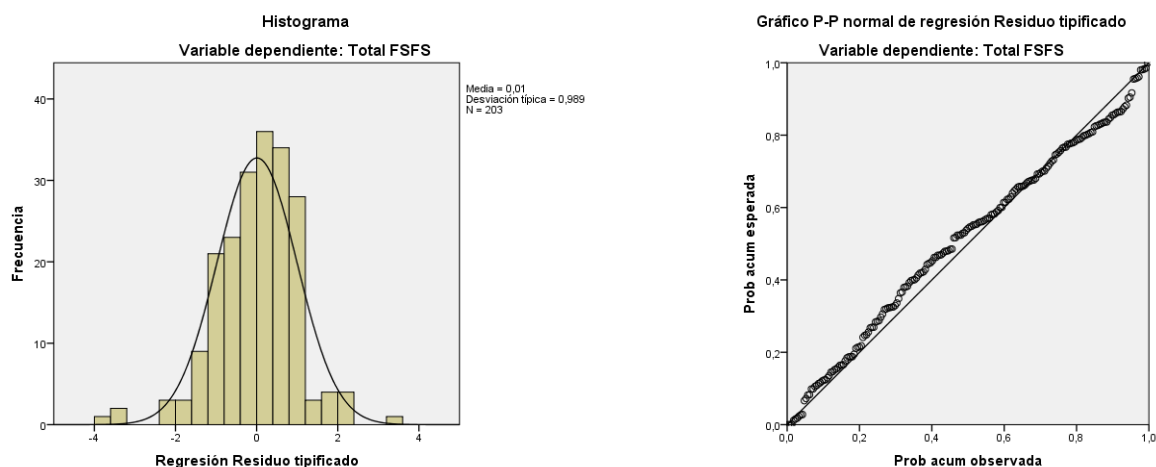 Histograma
Variable dependiente: Total FSFS
Media = 0,01
Desviación típica = 0,989
N = 203
Frecuencia
40
30
20
10
0
-4 -2 0 2 4
Regresión Residuo tipificado
Gráfico P-P normal de regresión Residuo tipificado
Variable dependiente: Total FSFS
Prob acum esperada
1,0
0,8
0,6
0,4
0,2
0,0
0,0 0,2 0,4 0,6 0,8 1,0
Prob acum observada